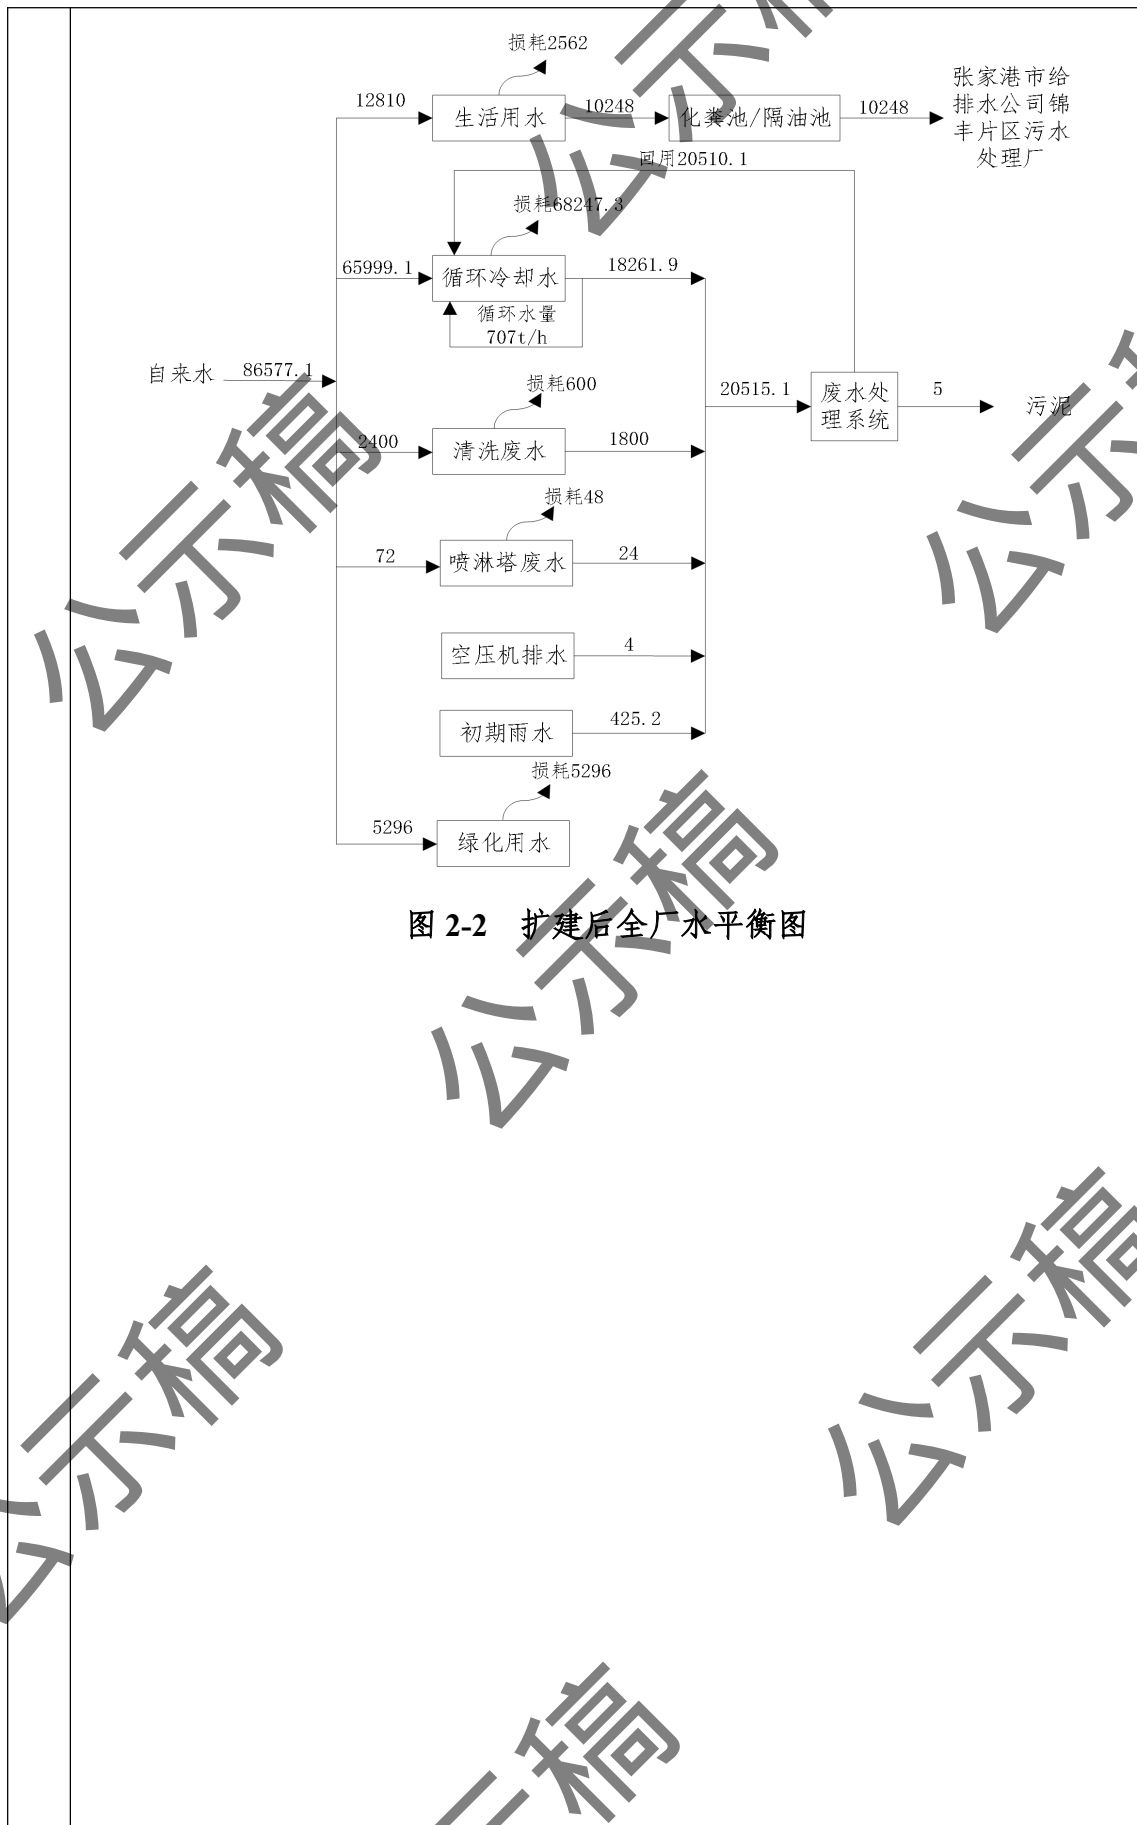 损耗2562
12810
生活用水
10248
化粪池/隔油池
10248
张家港市给
排水公司锦
丰片区污水
处理厂
回用20510.1
损耗68247.3
65999.1
循环冷却水
18261.9
循环水量
707t/h
自来水
86577.1
损耗600
2400
清洗废水
1800
20515.1
废水处
理系统
5
污泥
损耗48
72
喷淋塔废水
24
空压机排水
4
初期雨水
425.2
损耗5296
5296
绿化用水
图 2-2 扩建后全厂水平衡图
公示稿
公示稿
公示稿
公示稿
公示稿
公示稿
公示稿